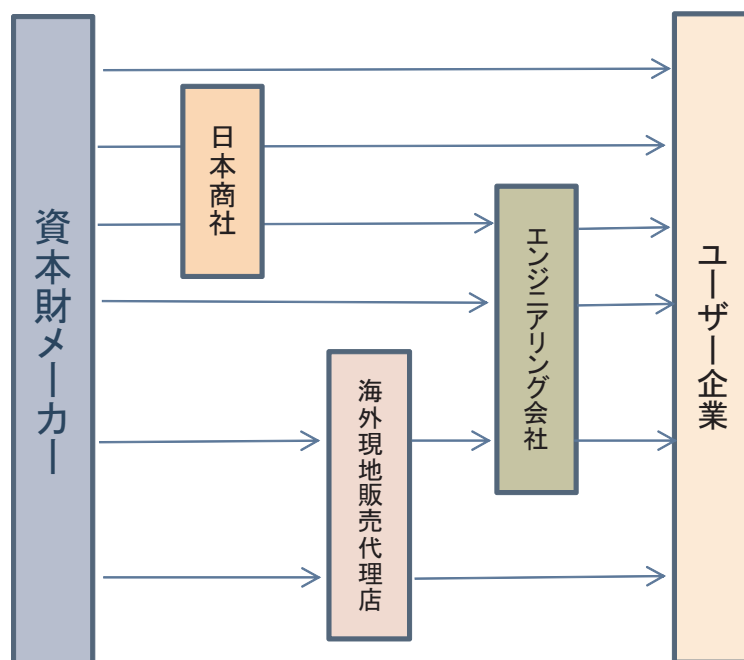 資本財メーカー
日本商社
海外現地販売代理店
エンジニアリング会社
ユーザー企業